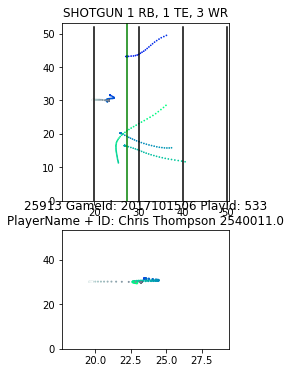 SHOTGUN 1 RB, 1 TE, 3 WR
50
40
30
20
10
0
20 30 40 50
25913 GameId: 2017101506 PlayId: 533
PlayerName + ID: Chris Thompson 2540011.0
40
20
0
20.0 22.5 25.0 27.5